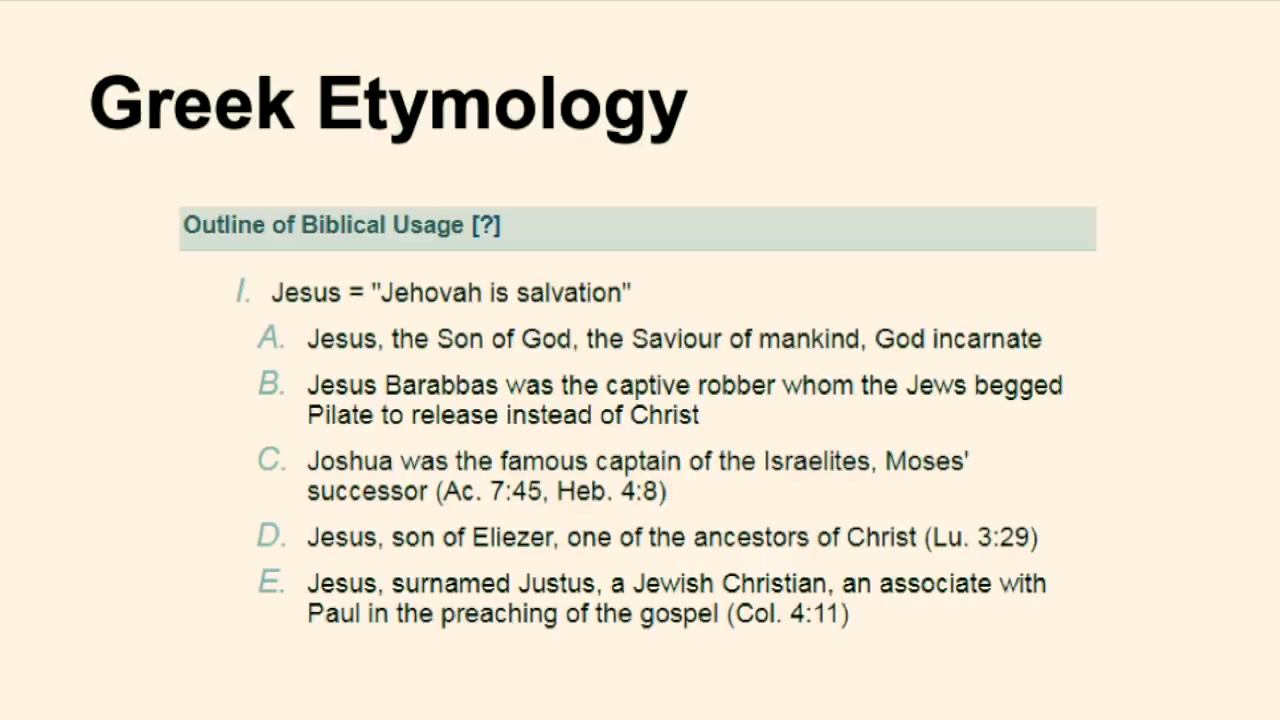 Greek Etymology
Outline of Biblical Usage [?]
I. Jesus = "Jehovah is salvation"
A. Jesus, the Son of God, the Saviour of mankind, God incarnate
B. Jesus Barabbas was the captive robber whom the Jews begged
Pilate to release instead of Christ
C. Joshua was the famous captain of the Israelites, Moses'
successor (Ac. 7:45, Heb. 4:8)
D. Jesus, son of Eliezer, one of the ancestors of Christ (Lu. 3:29)
E. Jesus, surnamed Justus, a Jewish Christian, an associate with
Paul in the preaching of the gospel (Col. 4:11)